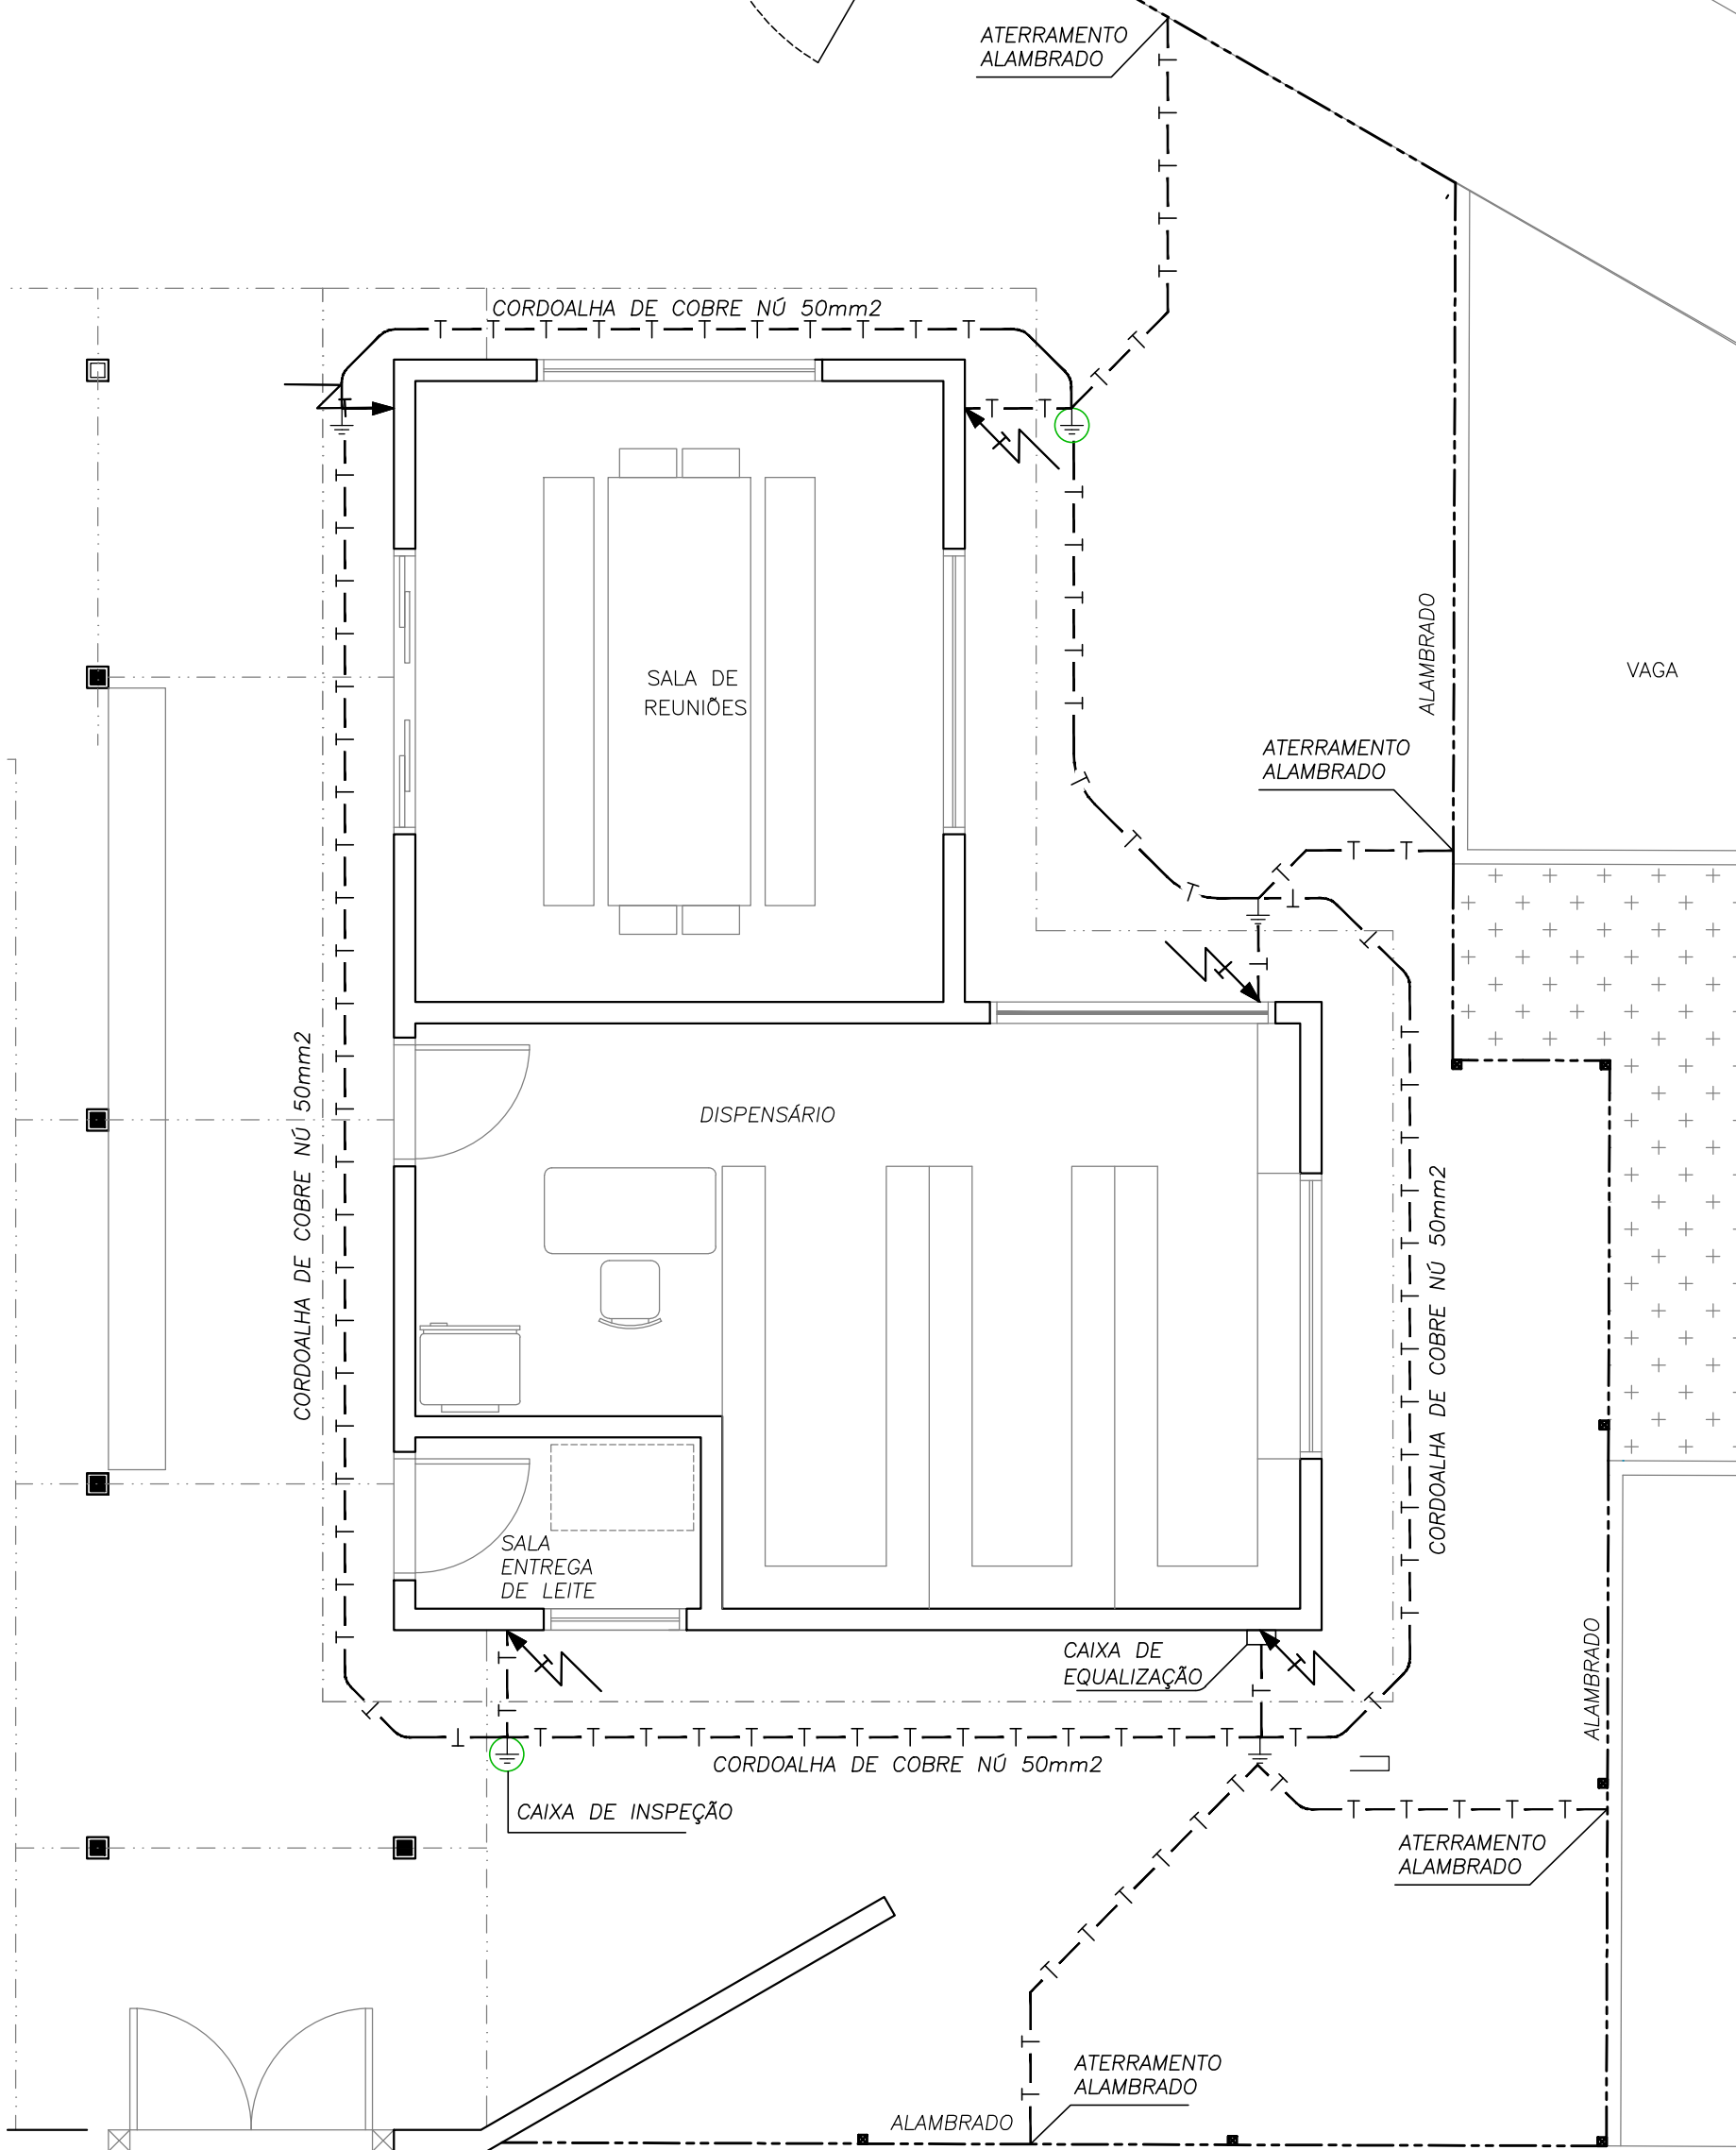 ATERRAMENTO
ALAMBRADO
CORDOALHA DE COBRE NÚ 50mm2
ALAMBRADO
SALA DE
REUNIÕES
VAGA
ATERRAMENTO
ALAMBRADO
CORDOALHA DE COBRE NÚ 50mm2
DISPENSÁRIO
CORDOALHA DE COBRE NÚ 50mm2
SALA
ENTREGA
DE LEITE
CAIXA DE
EQUALIZAÇÃO
ALAMBRADO
CORDOALHA DE COBRE NÚ 50mm2
CAIXA DE INSPEÇÃO
ATERRAMENTO
ALAMBRADO
ATERRAMENTO
ALAMBRADO
ALAMBRADO